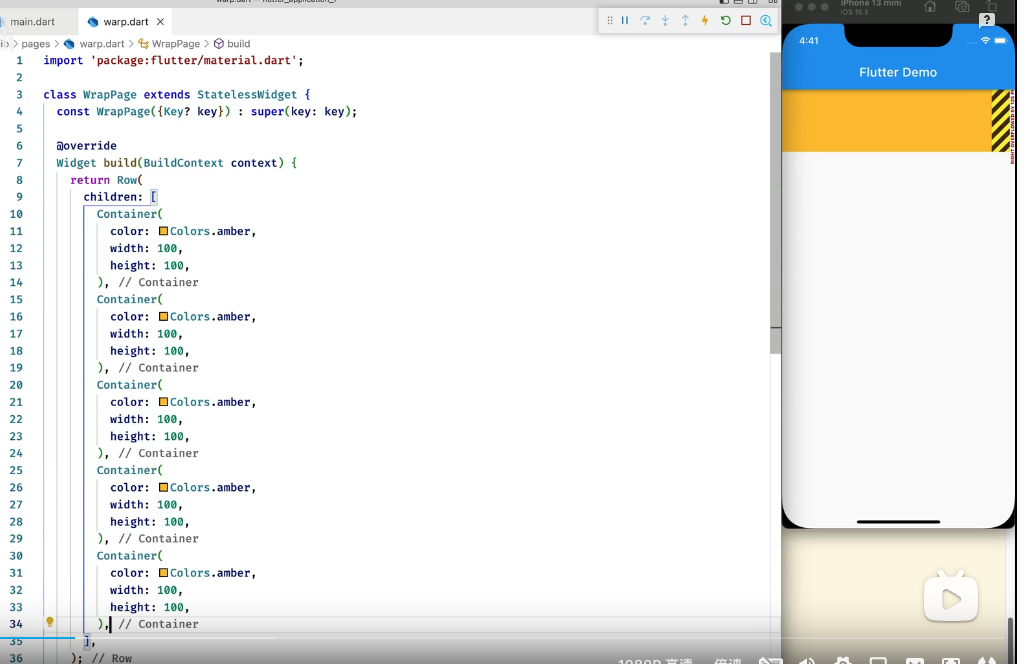 main.dart
warp.dart
pages > warp.dart > WrapPage > build
1 import 'package:flutter/material.dart';
2
3 class WrapPage extends StatelessWidget {
4 const WrapPage({Key? key}) : super(key: key);
5
6 @override
7 Widget build(BuildContext context) {
8 return Row(
9 children: [
10 Container(
11 color: Colors.amber,
12 width: 100,
13 height: 100,
14 ), // Container
15 Container(
16 color: Colors.amber,
17 width: 100,
18 height: 100,
19 ), // Container
20 Container(
21 color: Colors.amber,
22 width: 100,
23 height: 100,
24 ), // Container
25 Container(
26 color: Colors.amber,
27 width: 100,
28 height: 100,
29 ), // Container
30 Container(
31 color: Colors.amber,
32 width: 100,
33 height: 100,
34 ), // Container
35 ],
36 ); // Row
iPhone 13 mini
iOS 15.5
?
4:41
Flutter Demo
1080P 高清
倍速